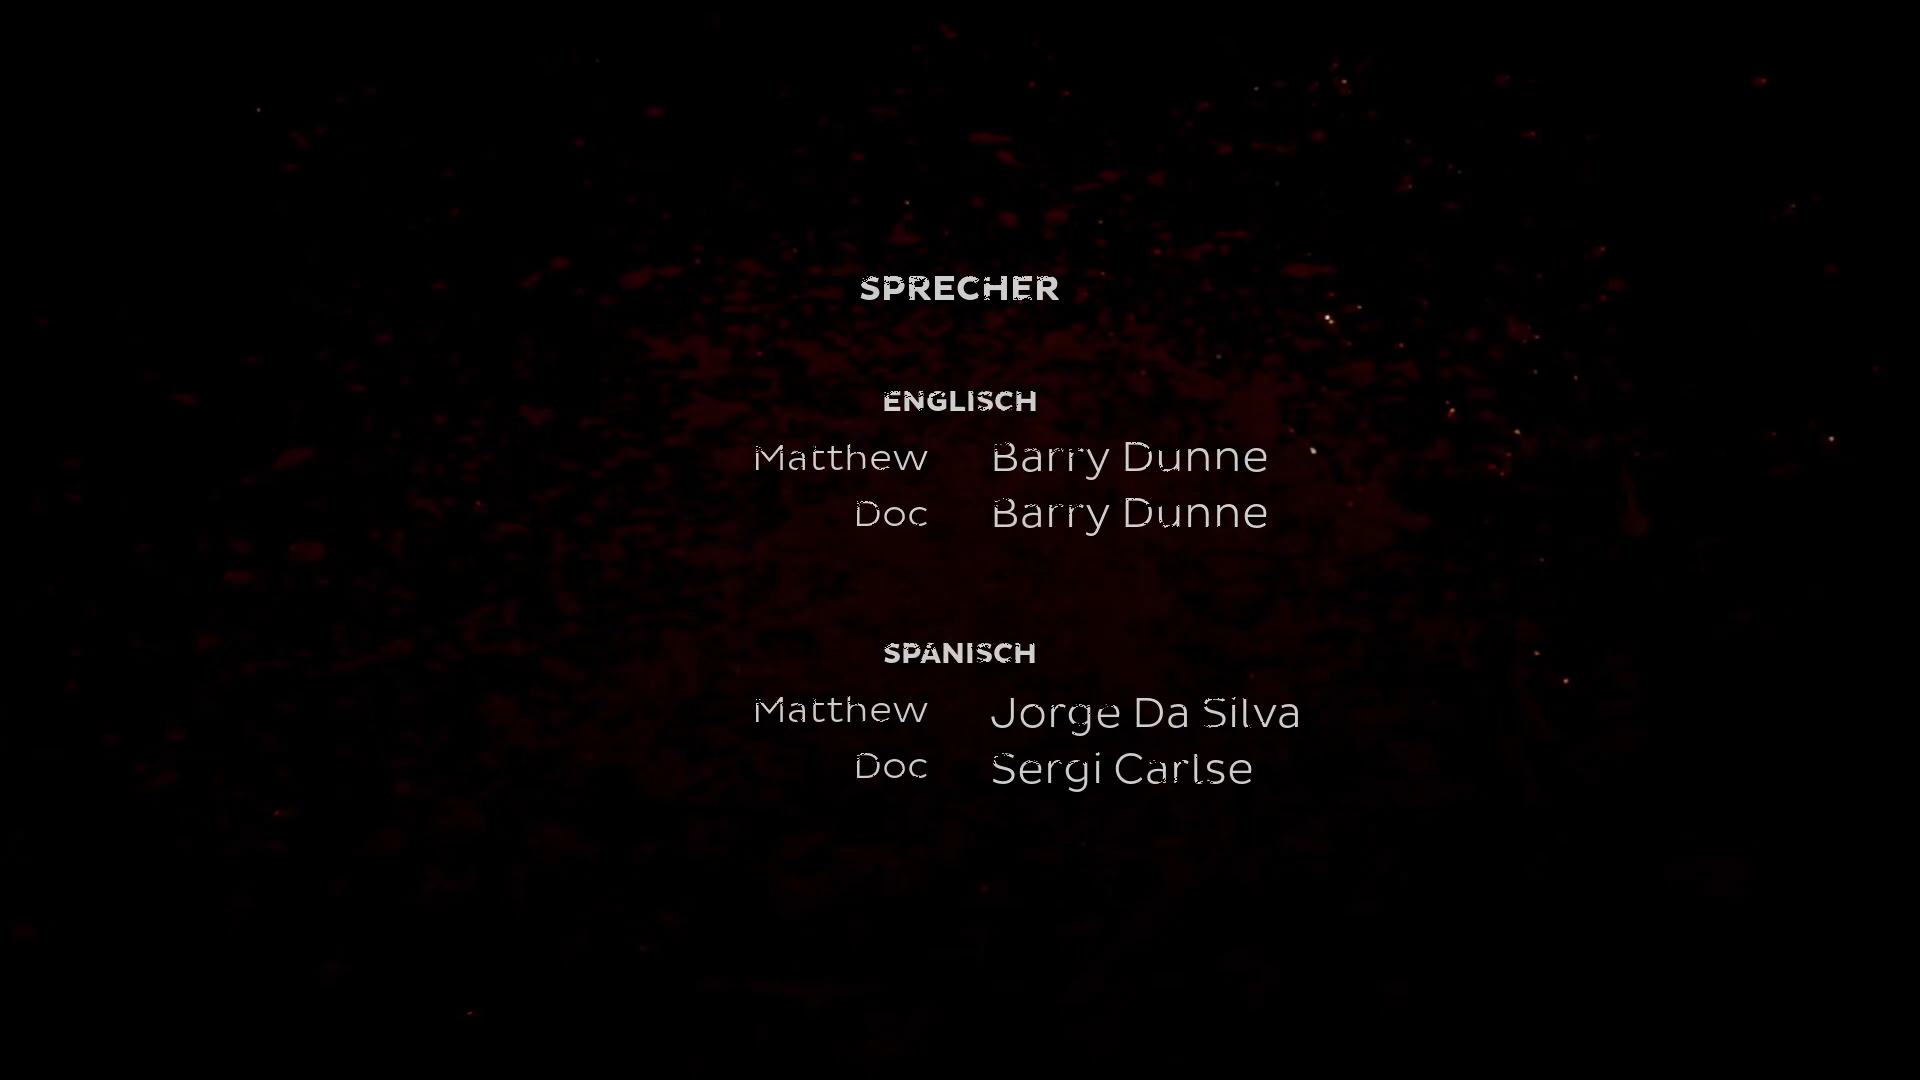 SPRECHER
ENGLISCH
Matthew Barry Dunne
Doc Barry Dunne
SPANISCH
Matthew Jorge Da Silva
Doc Sergi Carlse